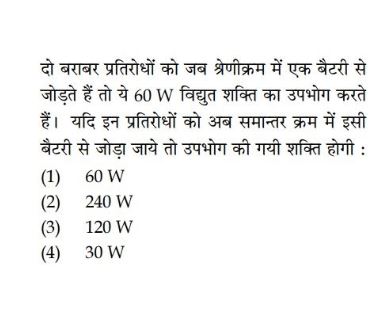 दो बराबर प्रतिरोधों को जब श्रेणीक्रम में एक बैटरी से
जोड़ते हैं तो ये 60 W विद्युत शक्ति का उपभोग करते
हैं। यदि इन प्रतिरोधों को अब समान्तर क्रम में इसी
बैटरी से जोड़ा जाये तो उपभोग की गयी शक्ति होगी :
(1) 60 W
(2) 240 W
(3) 120 W
(4) 30 W